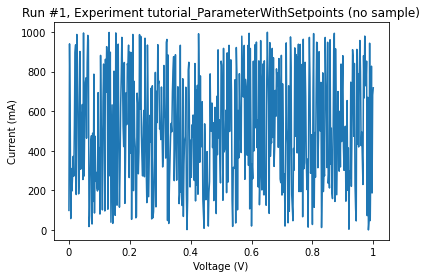 Run #1, Experiment tutorial_ParameterWithSetpoints (no sample)
1000
800
600
400
200
0
Current (mA)
0 0.2 0.4 0.6 0.8 1
Voltage (V)